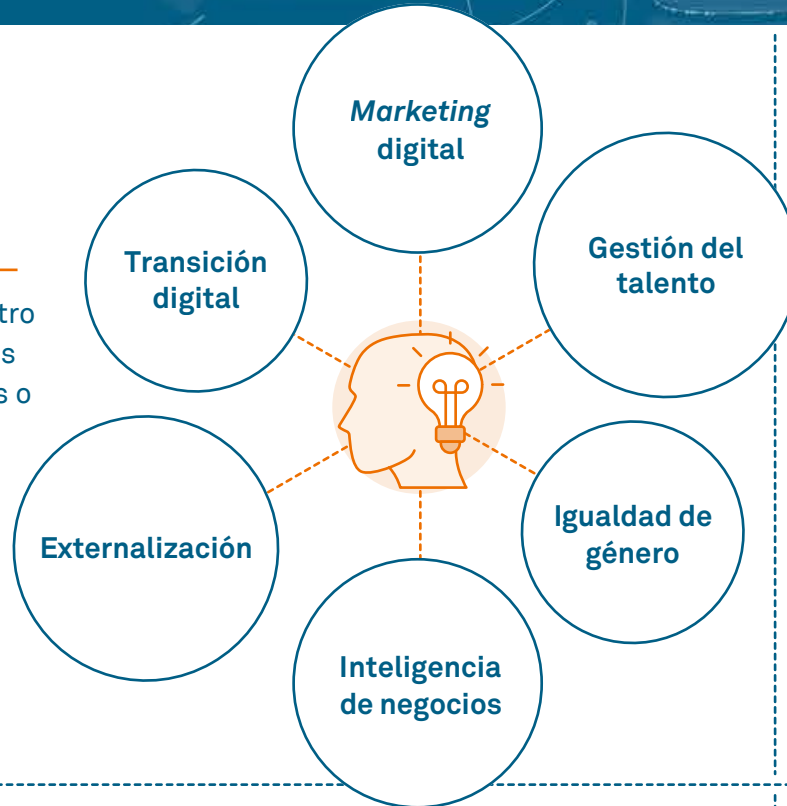 Marketing
digital
Gestión del
talento
Transición
digital
Externalización
Igualdad de
género
Inteligencia
de negocios